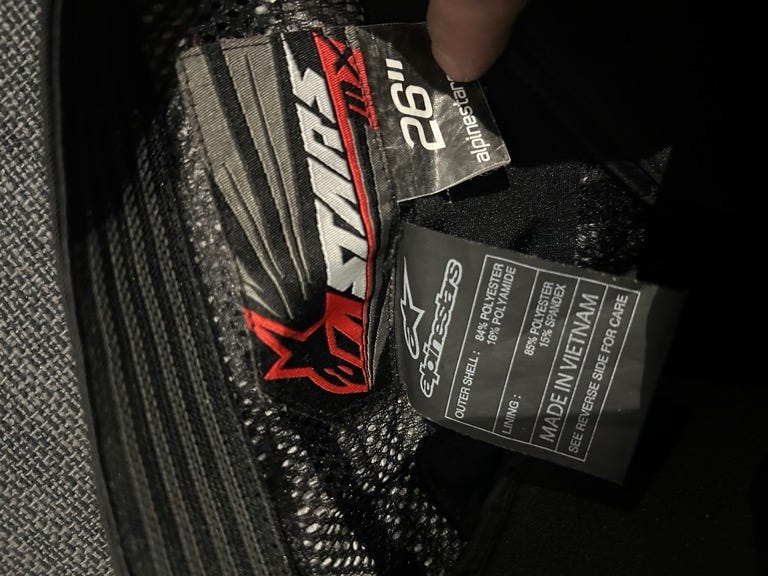 STARS
MX
26"
alpinestars
alpinestars
OUTER SHELL : 84% POLYESTER
16% POLYAMIDE
LINING : 85% POLYESTER
15% SPANDEX
MADE IN VIETNAM
SEE REVERSE SIDE FOR CARE